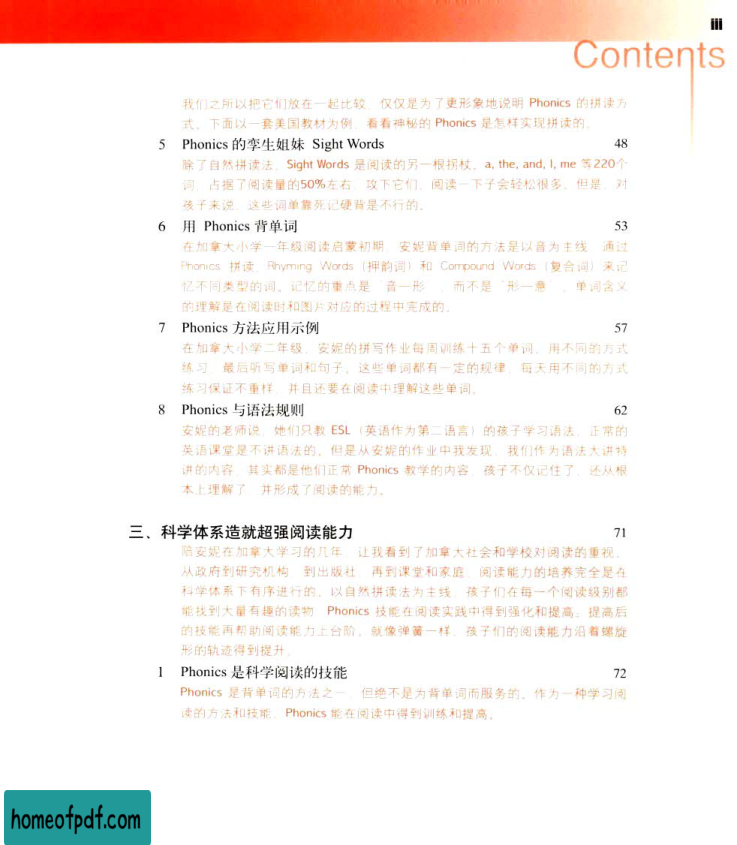 iii
Contents
我们之所以把它们放在一起比较，仅仅是为了更形象地说明 Phonics 的拼读方
式。下面以一套美国教材为例，看看神秘的 Phonics 是怎样实现拼读的。
5 Phonics 的孪生姐妹 Sight Words 48
除了自然拼读法，Sight Words 是阅读的另一根拐杖。a, the, and, I, me 等220个
词，占据了阅读量的50%左右，攻下它们，阅读一下子会轻松很多。但是，对
孩子来说，这些词单靠死记硬背是不行的。
6 用 Phonics 背单词 53
在加拿大小学一年级阅读启蒙初期，安妮背单词的方法是以音为主线，通过
Phonics 拼读、Rhyming Words（押韵词）和 Compound Words（复合词）来记
忆不同类型的词。记忆的重点是“音—形”，而不是“形—意”。单词含义
的理解是在阅读时和图片对应的过程中完成的。
7 Phonics 方法应用示例 57
在加拿大小学二年级，安妮的拼写作业每周训练十五个单词，用不同的方式
练习，最后听写单词和句子。这些单词都有一定的规律，每天用不同的方式
练习保证不重样，并且还要在阅读中理解这些单词。
8 Phonics 与语法规则 62
安妮的老师说，她们只教 ESL（英语作为第二语言）的孩子学习语法，正常的
英语课堂是不讲语法的。但是从安妮的作业中我发现，我们作为语法大讲特
讲的内容，其实都是他们正常 Phonics 教学的内容，孩子不仅记住了，还从根
本上理解了，并形成了阅读的能力。
三、科学体系造就超强阅读能力 71
陪安妮在加拿大学习的几年，让我看到了加拿大社会和学校对阅读的重视。
从政府到研究机构，到出版社，再到课堂和家庭，阅读能力的培养完全是在
科学体系下有序进行的。以自然拼读法为主线，孩子们在每一个阅读级别都
能找到大量有趣的读物，Phonics 技能在阅读实践中得到强化和提高；提高后
的技能再帮助阅读能力上台阶。就像弹簧一样，孩子们的阅读能力沿着螺旋
形的轨迹得到提升。
1 Phonics 是科学阅读的技能 72
Phonics 是背单词的方法之一，但绝不是为背单词而服务的。作为一种学习阅
读的方法和技能，Phonics 能在阅读中得到训练和提高。
homeofpdf.com